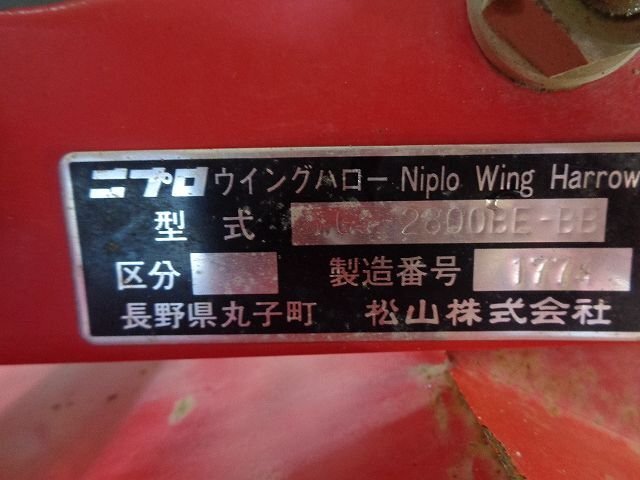 ニプロ ウイングハロー Niplo Wing Harrow
型式 2800BE-BB
区分 製造番号
長野県丸子町 松山株式会社